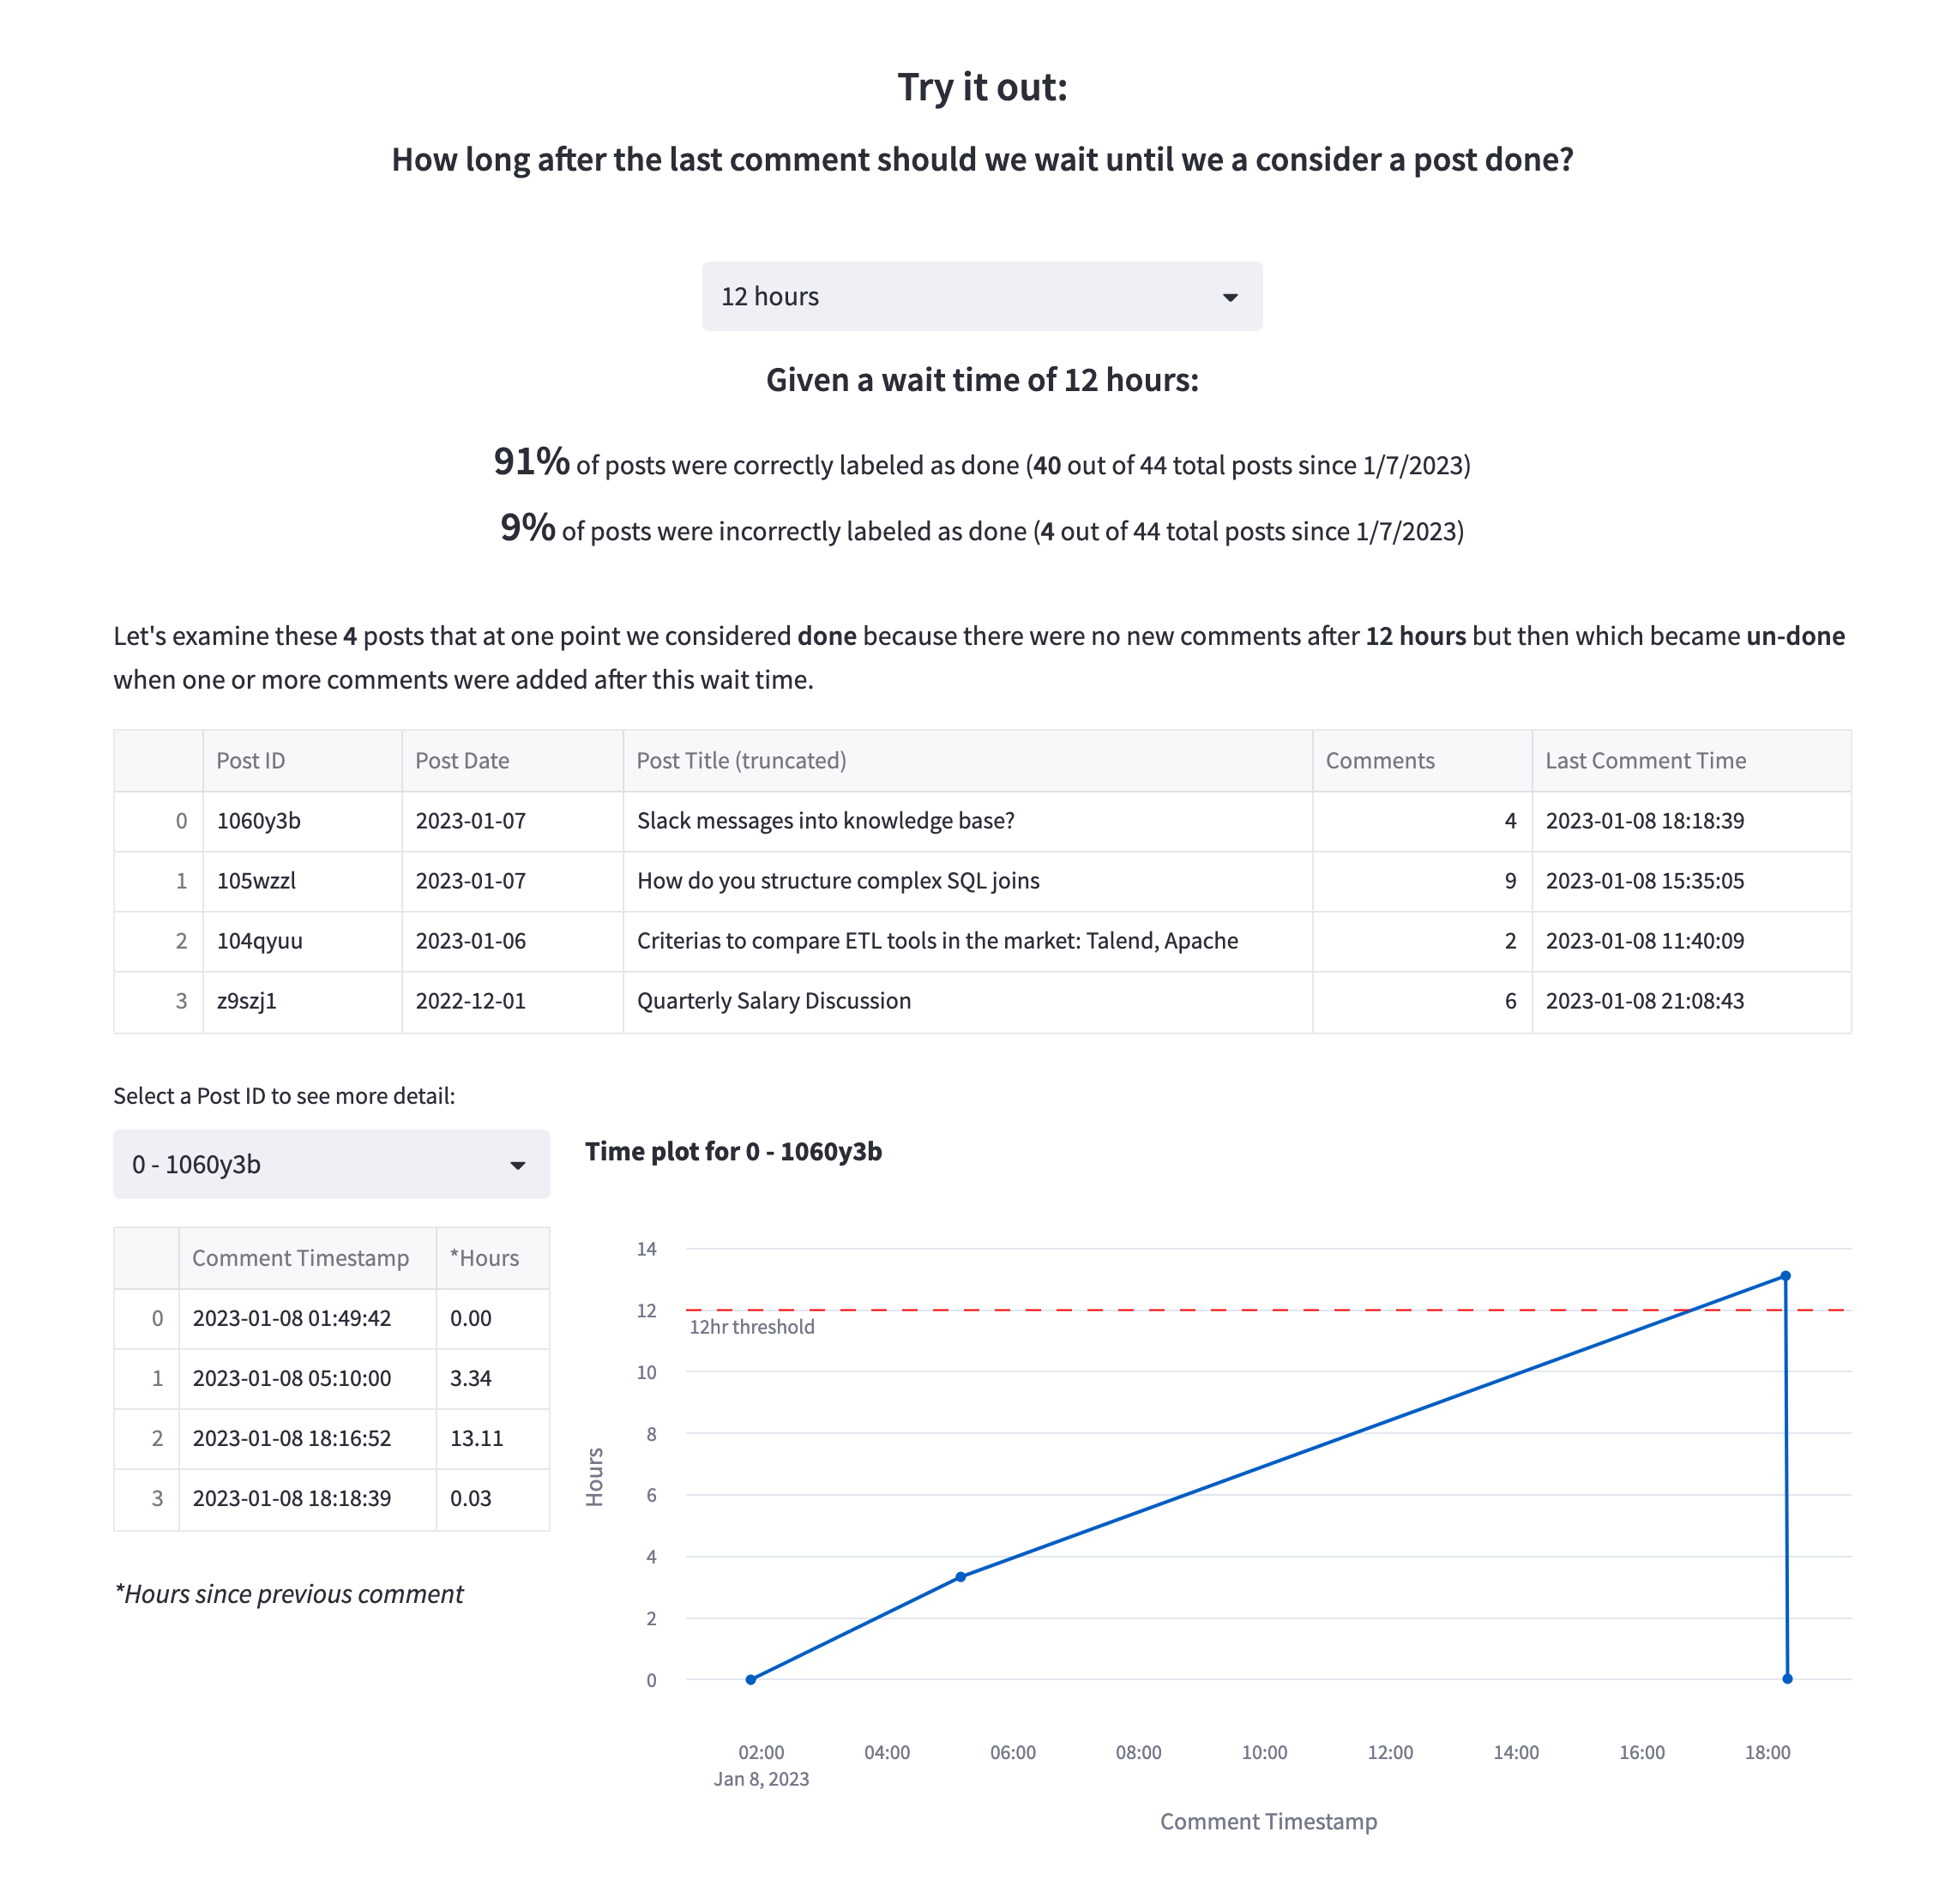 Try it out:
How long after the last comment should we wait until we a consider a post done?
12 hours
Given a wait time of 12 hours:
91% of posts were correctly labeled as done (40 out of 44 total posts since 1/7/2023)
9% of posts were incorrectly labeled as done (4 out of 44 total posts since 1/7/2023)
Let's examine these 4 posts that at one point we considered done because there were no new comments after 12 hours but then which became un-done
when one or more comments were added after this wait time.
Post ID Post Date Post Title (truncated) Comments Last Comment Time
0 1060y3b 2023-01-07 Slack messages into knowledge base? 4 2023-01-08 18:18:39
1 105wzzl 2023-01-07 How do you structure complex SQL joins 9 2023-01-08 15:35:05
2 104qyuu 2023-01-06 Criterias to compare ETL tools in the market: Talend, Apache 2 2023-01-08 11:40:09
3 z9szj1 2022-12-01 Quarterly Salary Discussion 6 2023-01-08 21:08:43
Select a Post ID to see more detail:
0 - 1060y3b
Comment Timestamp *Hours
0 2023-01-08 01:49:42 0.00
1 2023-01-08 05:10:00 3.34
2 2023-01-08 18:16:52 13.11
3 2023-01-08 18:18:39 0.03
*Hours since previous comment
Time plot for 0 - 1060y3b
14
12
12hr threshold
10
8
6
4
2
0
Hours
02:00 04:00 06:00 08:00 10:00 12:00 14:00 16:00 18:00
Jan 8, 2023
Comment Timestamp